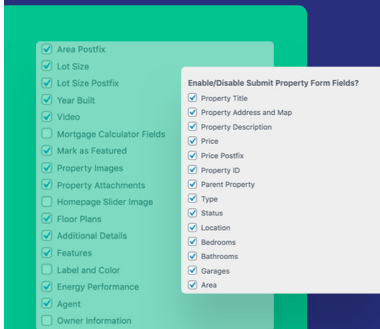 Area Postfix
Lot Size
Lot Size Postfix
Year Built
Video
Mortgage Calculator Fields
Mark as Featured
Property Images
Property Attachments
Homepage Slider Image
Floor Plans
Additional Details
Features
Label and Color
Energy Performance
Agent
Owner Information
Enable/Disable Submit Property Form Fields?
Property Title
Property Address and Map
Property Description
Price
Price Postfix
Property ID
Parent Property
Type
Status
Location
Bedrooms
Bathrooms
Garages
Area